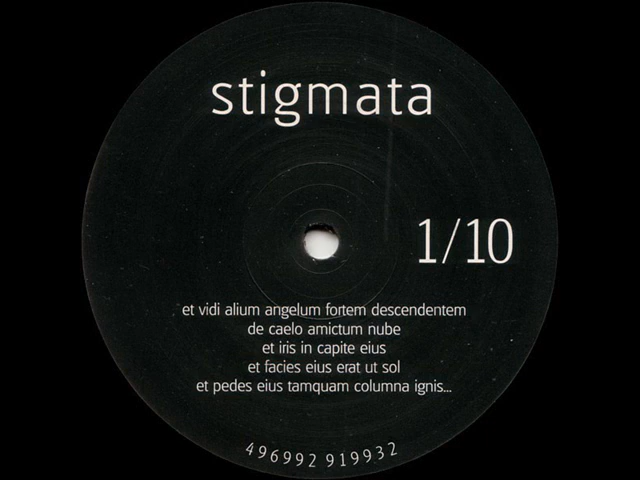 stigmata
1/10
et vidi alium angelum fortem descendentem
de caelo amictum nube
et iris in capite eius
et facies eius erat ut sol
et pedes eius tamquam columna ignis...
496992 919932